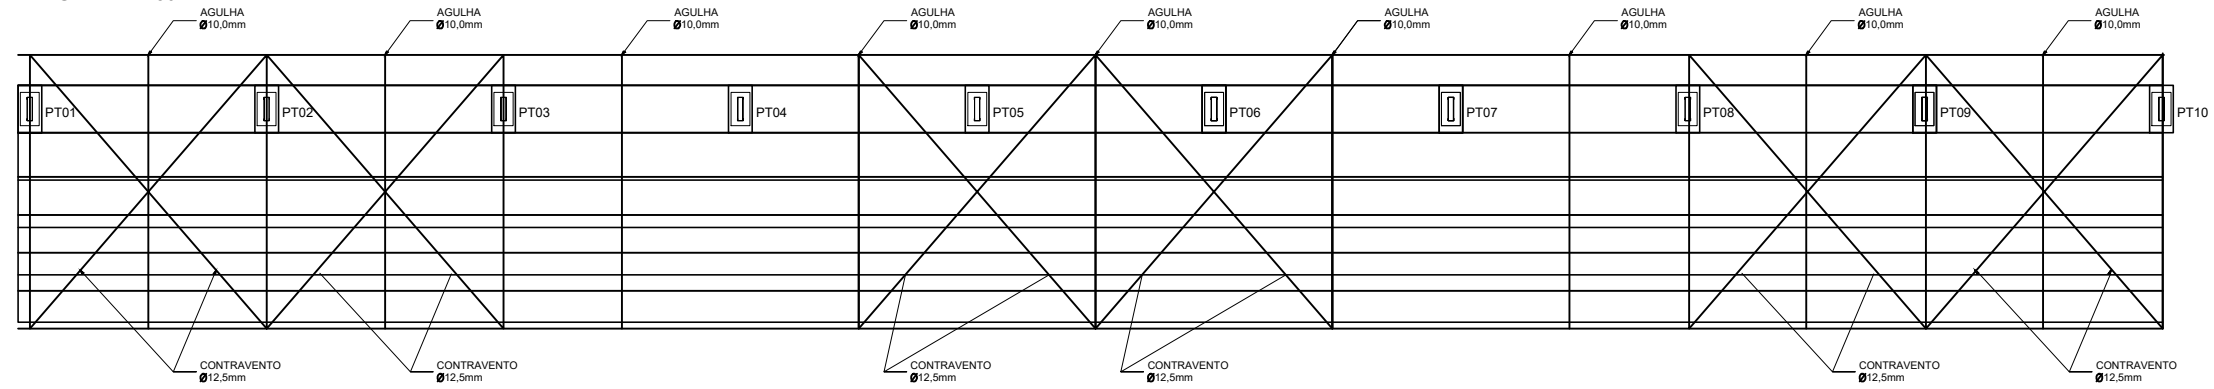 AGULHA
Ø10,0mm
AGULHA
Ø10,0mm
AGULHA
Ø10,0mm
AGULHA
Ø10,0mm
AGULHA
Ø10,0mm
AGULHA
Ø10,0mm
AGULHA
Ø10,0mm
AGULHA
Ø10,0mm
AGULHA
Ø10,0mm
PT01
PT02
PT03
PT04
PT05
PT06
PT07
PT08
PT09
PT10
CONTRAVENTO
Ø12,5mm
CONTRAVENTO
Ø12,5mm
CONTRAVENTO
Ø12,5mm
CONTRAVENTO
Ø12,5mm
CONTRAVENTO
Ø12,5mm
CONTRAVENTO
Ø12,5mm